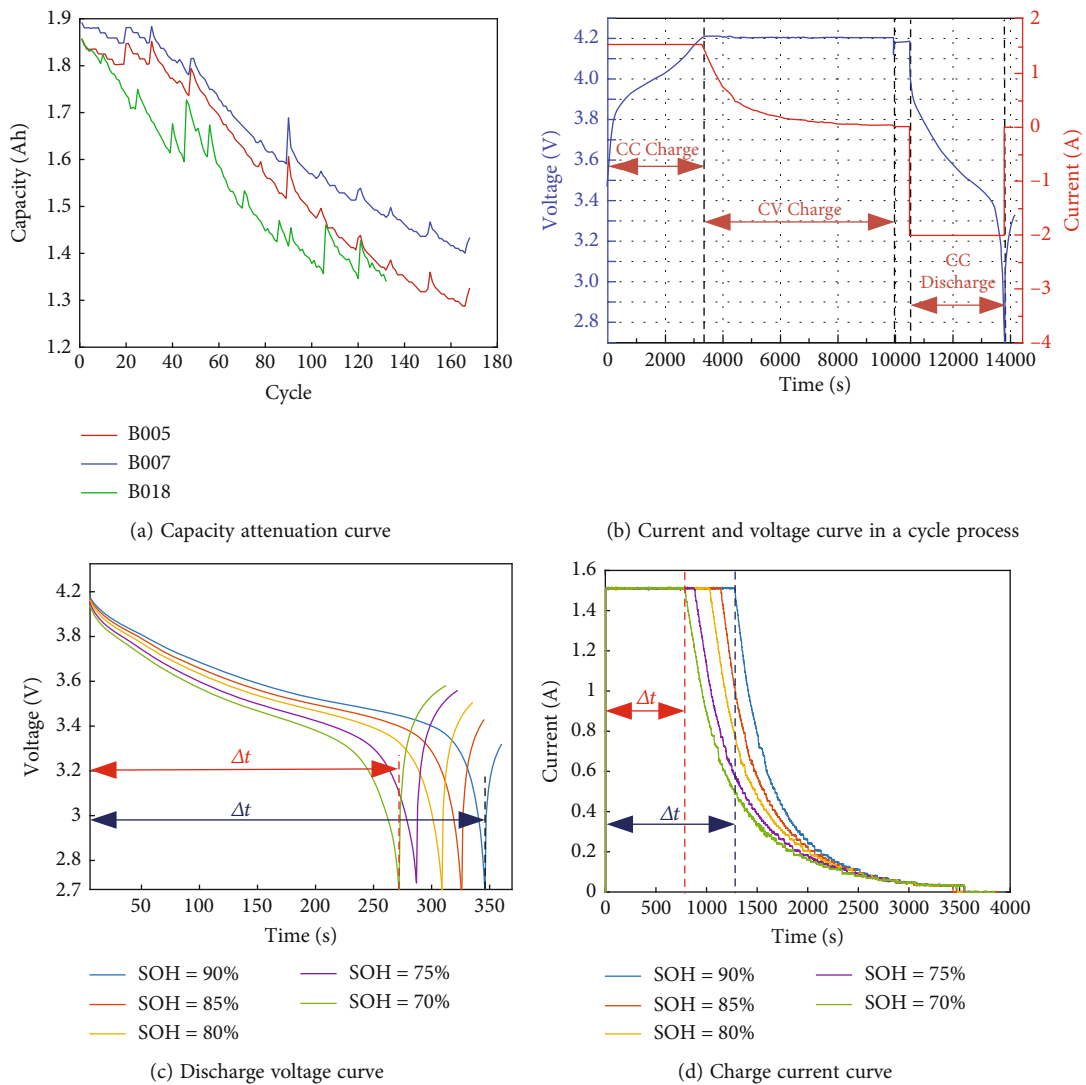 1.9
1.8
1.7
1.6
1.5
1.4
1.3
1.2
Capacity (Ah)
0 20 40 60 80 100 120 140 160 180
Cycle
B005
B007
B018
(a) Capacity attenuation curve
4.2
4.0
3.8
3.6
3.4
3.2
3.0
2.8
Voltage (V)
2
1
0
−1
−2
−3
−4
Current (A)
CC Charge
CV Charge
CC
Discharge
0 2000 4000 6000 8000 10000 12000 14000
Time (s)
(b) Current and voltage curve in a cycle process
4.2
3.8
3.6
3.4
3.2
3
2.8
2.7
Voltage (V)
Δt
Δt
50 100 150 200 250 300 350
Time (s)
SOH = 90%
SOH = 85%
SOH = 80%
SOH = 75%
SOH = 70%
(c) Discharge voltage curve
1.6
1.4
1.2
1
1
0.6
0.4
0.2
0
Current (A)
Δt
Δt
0 500 1000 1500 2000 2500 3000 3500 4000
Time (s)
SOH = 90%
SOH = 85%
SOH = 80%
SOH = 75%
SOH = 70%
(d) Charge current curve